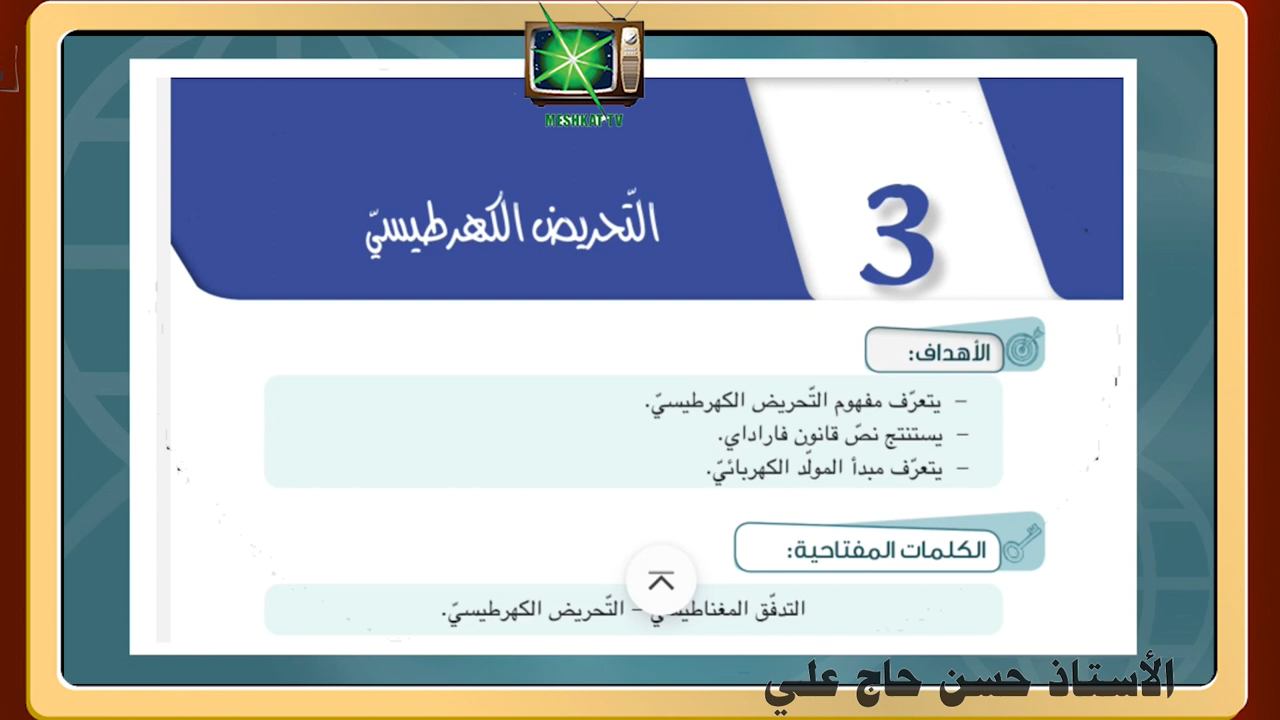 MESHKAT TV
3
التّحريض الكهرطيسيّ
الأهداف:
– يتعرّف مفهوم التّحريض الكهرطيسيّ.
– يستنتج نصّ قانون فاراداي.
– يتعرّف مبدأ المولّد الكهربائيّ.
الكلمات المفتاحية:
التدفّق المغناطيسي – التّحريض الكهرطيسيّ.
الأستاذ حسن حاج علي